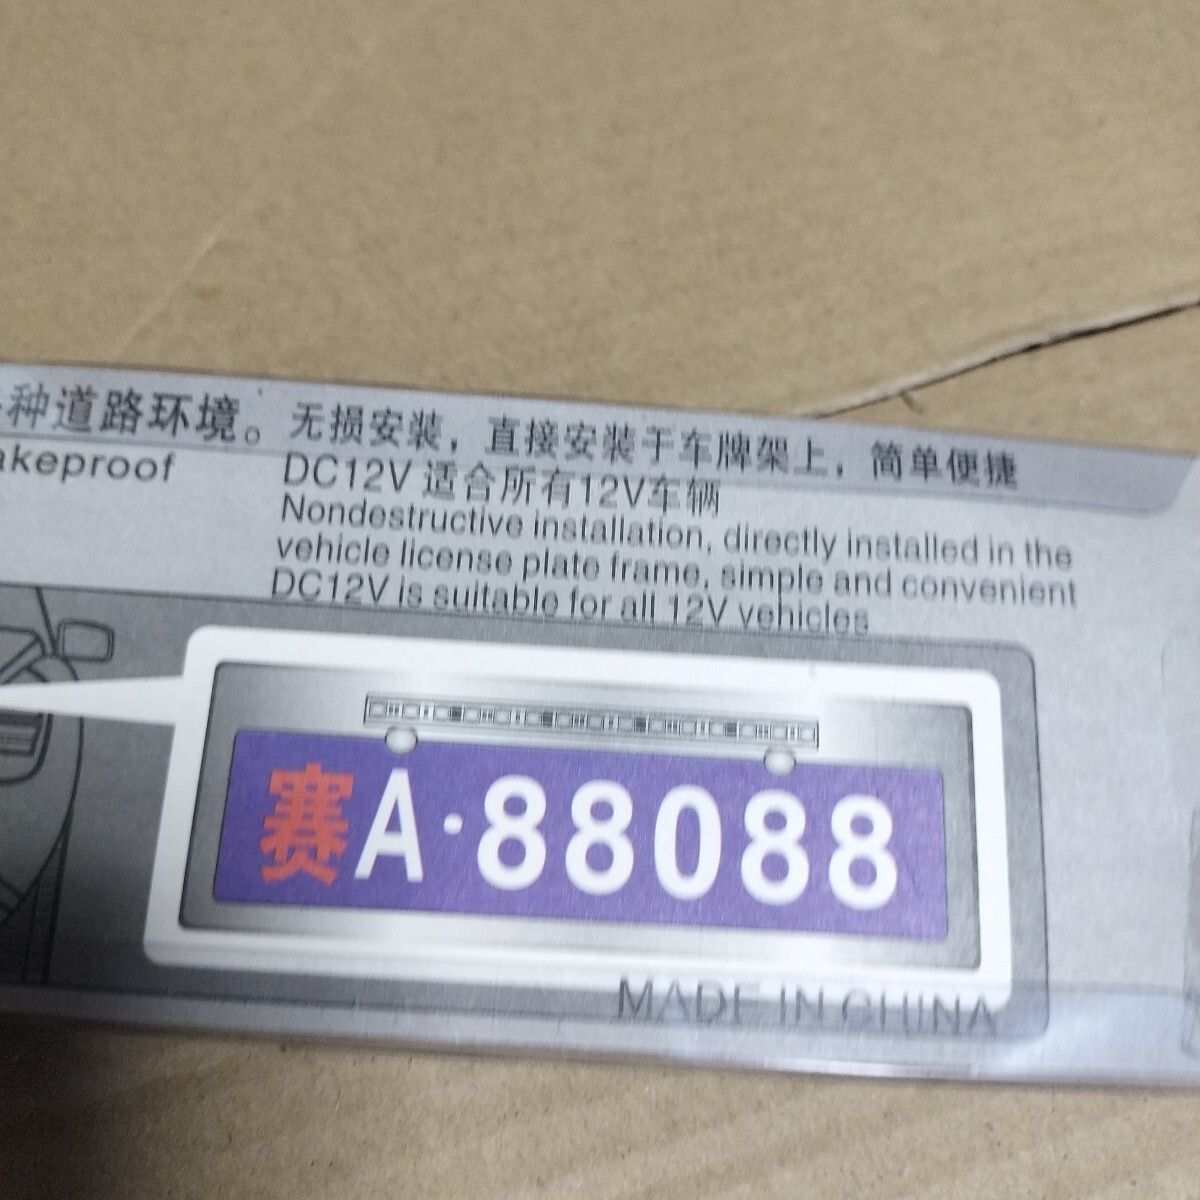 种道路环境。
akeproof
无损安装，直接安装于车牌架上，简单便捷
DC12V 适合所有12V车辆
Nondestructive installation, directly installed in the
vehicle license plate frame, simple and convenient
DC12V is suitable for all 12V vehicles
赛A·88088
MADE IN CHINA